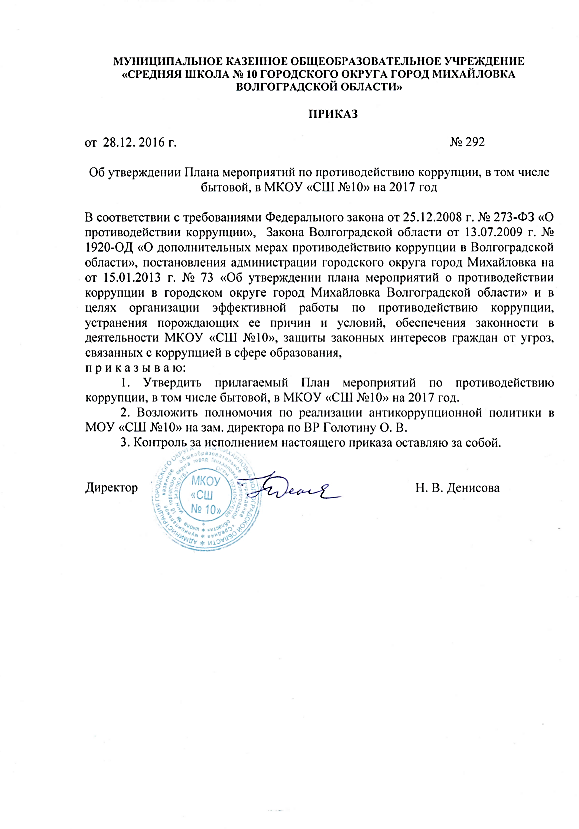 МУНИЦИПАЛЬНОЕ КАЗЕННОЕ ОБЩЕОБРАЗОВАТЕЛЬНОЕ УЧРЕЖДЕНИЕ
«СРЕДНЯЯ ШКОЛА № 10 ГОРОДСКОГО ОКРУГА ГОРОД МИХАЙЛОВКА
ВОЛГОГРАДСКОЙ ОБЛАСТИ»
ПРИКАЗ
от 28.12. 2016 г. № 292
Об утверждении Плана мероприятий по противодействию коррупции, в том числе
бытовой, в МКОУ «СШ №10» на 2017 год
В соответствии с требованиями Федерального закона от 25.12.2008 г. № 273-ФЗ «О
противодействии коррупции», Закона Волгоградской области от 13.07.2009 г. №
1920-ОД «О дополнительных мерах противодействию коррупции в Волгоградской
области», постановления администрации городского округа город Михайловка на
от 15.01.2013 г. № 73 «Об утверждении плана мероприятий о противодействии
коррупции в городском округе город Михайловка Волгоградской области» и в
целях организации эффективной работы по противодействию коррупции,
устранения порождающих ее причин и условий, обеспечения законности в
деятельности МКОУ «СШ №10», защиты законных интересов граждан от угроз,
связанных с коррупцией в сфере образования,
п р и к а з ы в а ю:
1. Утвердить прилагаемый План мероприятий по противодействию
коррупции, в том числе бытовой, в МКОУ «СШ №10» на 2017 год.
2. Возложить полномочия по реализации антикоррупционной политики в
МОУ «СШ №10» на зам. директора по ВР Голотину О. В.
3. Контроль за исполнением настоящего приказа оставляю за собой.
Директор Н. В. Денисова
МКОУ
«СШ
№ 10»